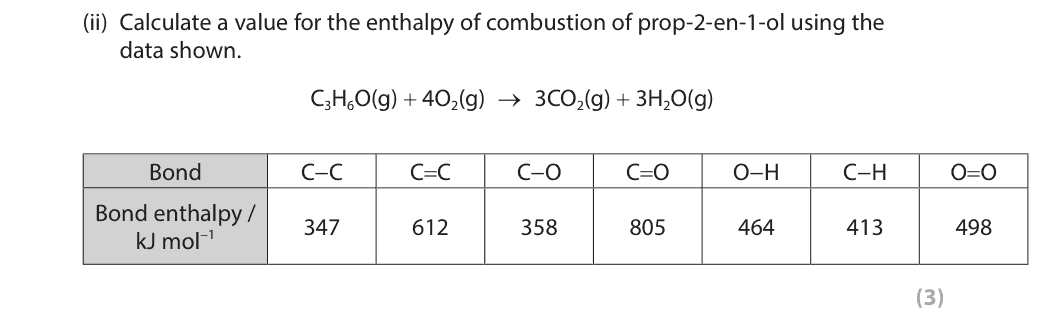 (ii) Calculate a value for the enthalpy of combustion of prop-2-en-1-ol using the
data shown.
C₃H₆O(g) + 4O₂(g) → 3CO₂(g) + 3H₂O(g)
Bond C–C C=C C–O C=O O–H C–H O=O
Bond enthalpy /
kJ mol⁻¹ 347 612 358 805 464 413 498
(3)